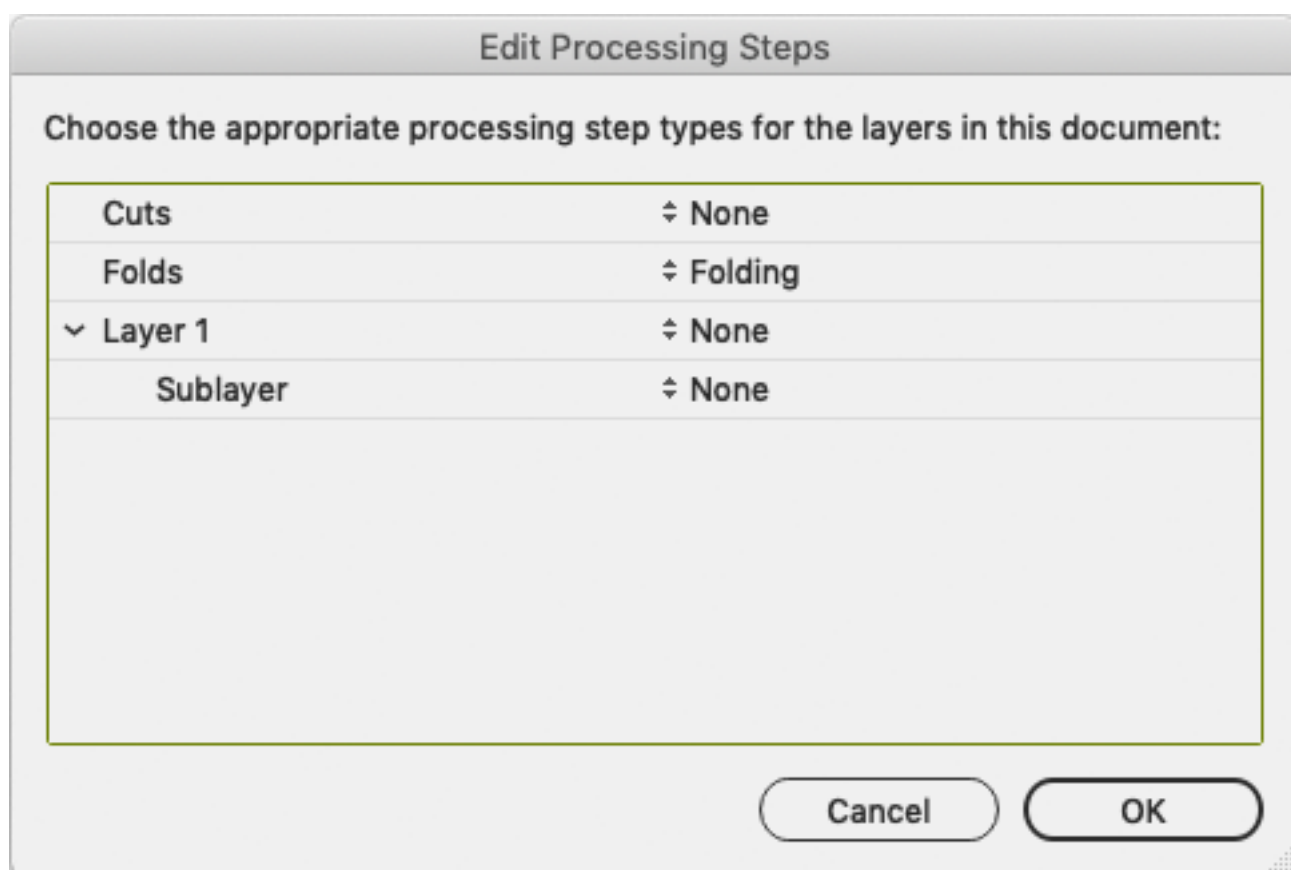 Edit Processing Steps
Choose the appropriate processing step types for the layers in this document:
Cuts None
Folds Folding
Layer 1 None
Sublayer None
Cancel OK